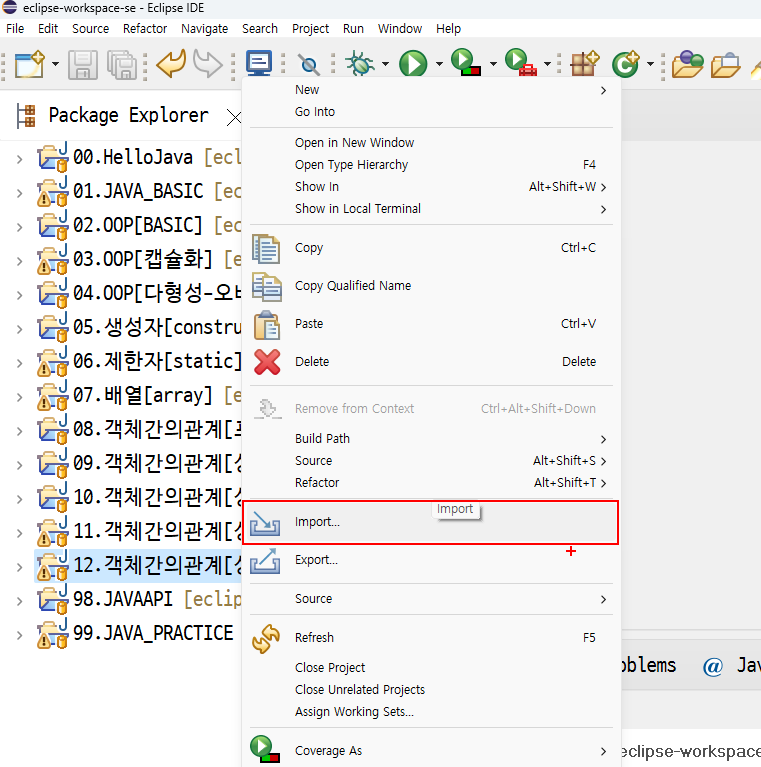 eclipse-workspace-se - Eclipse IDE
File Edit Source Refactor Navigate Search Project Run Window Help
Package Explorer
00.HelloJava [ecl
01.JAVA_BASIC [ec
02.OOP[BASIC] [ec
03.OOP[캡슐화] [e
04.OOP[다형성-오버
05.생성자[constru
06.제한자[static]
07.배열[array] [e
08.객체간의관계[
09.객체간의관계[
10.객체간의관계[
11.객체간의관계[
12.객체간의관계[
98.JAVAAPI [eclip
99.JAVA_PRACTICE
New
Go Into
Open in New Window
Open Type Hierarchy F4
Show In Alt+Shift+W
Show in Local Terminal
Copy Ctrl+C
Copy Qualified Name
Paste Ctrl+V
Delete Delete
Remove from Context Ctrl+Alt+Shift+Down
Build Path
Source Alt+Shift+S
Refactor Alt+Shift+T
Import
Import...
Export...
Source
Refresh F5
Close Project
Close Unrelated Projects
Assign Working Sets...
Coverage As
oblems @ Jav
eclipse-workspace